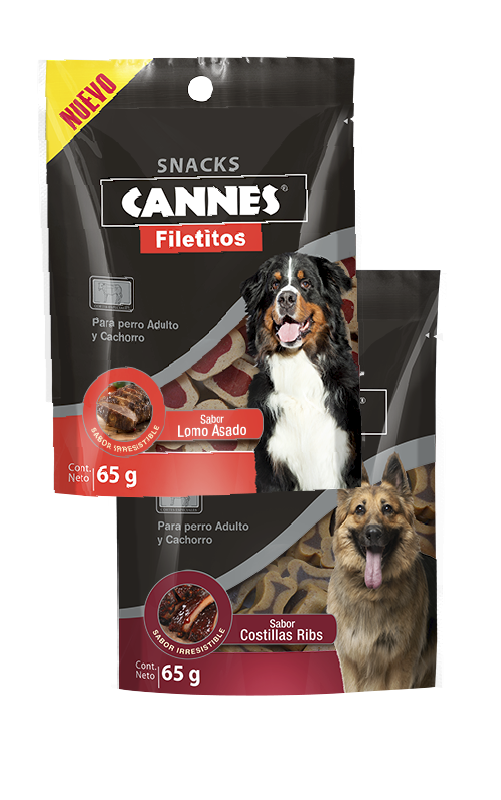 NUEVO
SNACKS
CANNES®
Filetitos
Para perro Adulto
y Cachorro
SABOR IRRESISTIBLE
Sabor
Lomo Asado
Cont.
Neto
65 g
Para perro Adulto
y Cachorro
SABOR IRRESISTIBLE
Sabor
Costillas Ribs
Cont.
Neto
65 g